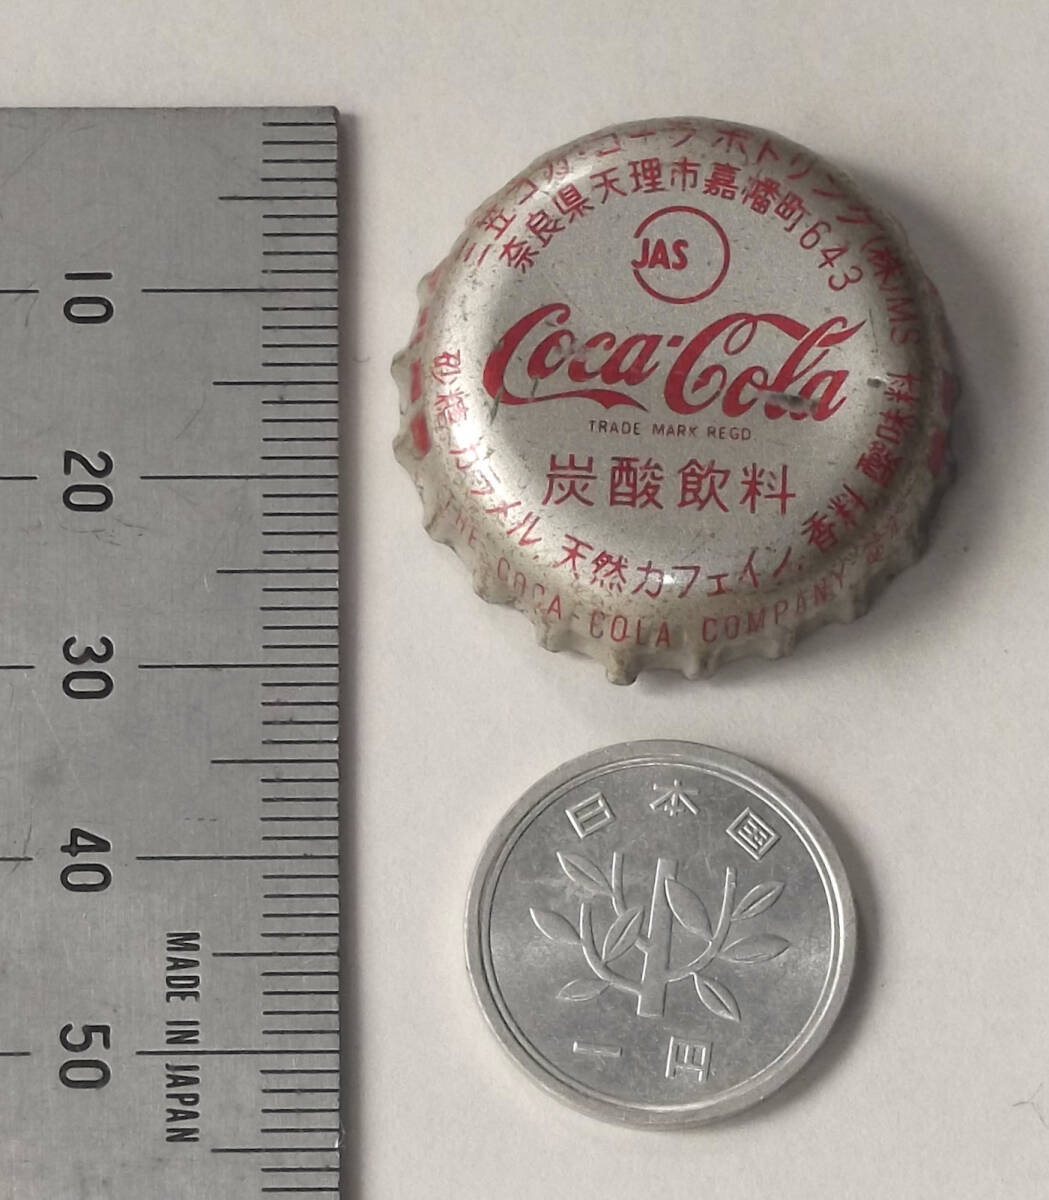 10
20
30
40
50
MADE IN JAPAN
三笠コカ・コーラボトリング(株)MS
奈良県天理市嘉幡町643
JAS
Coca-Cola
TRADE MARK REGD
炭酸飲料
砂糖、カラメル、天然カフェイン、香料
THE COCA-COLA COMPANY
日本国
一円